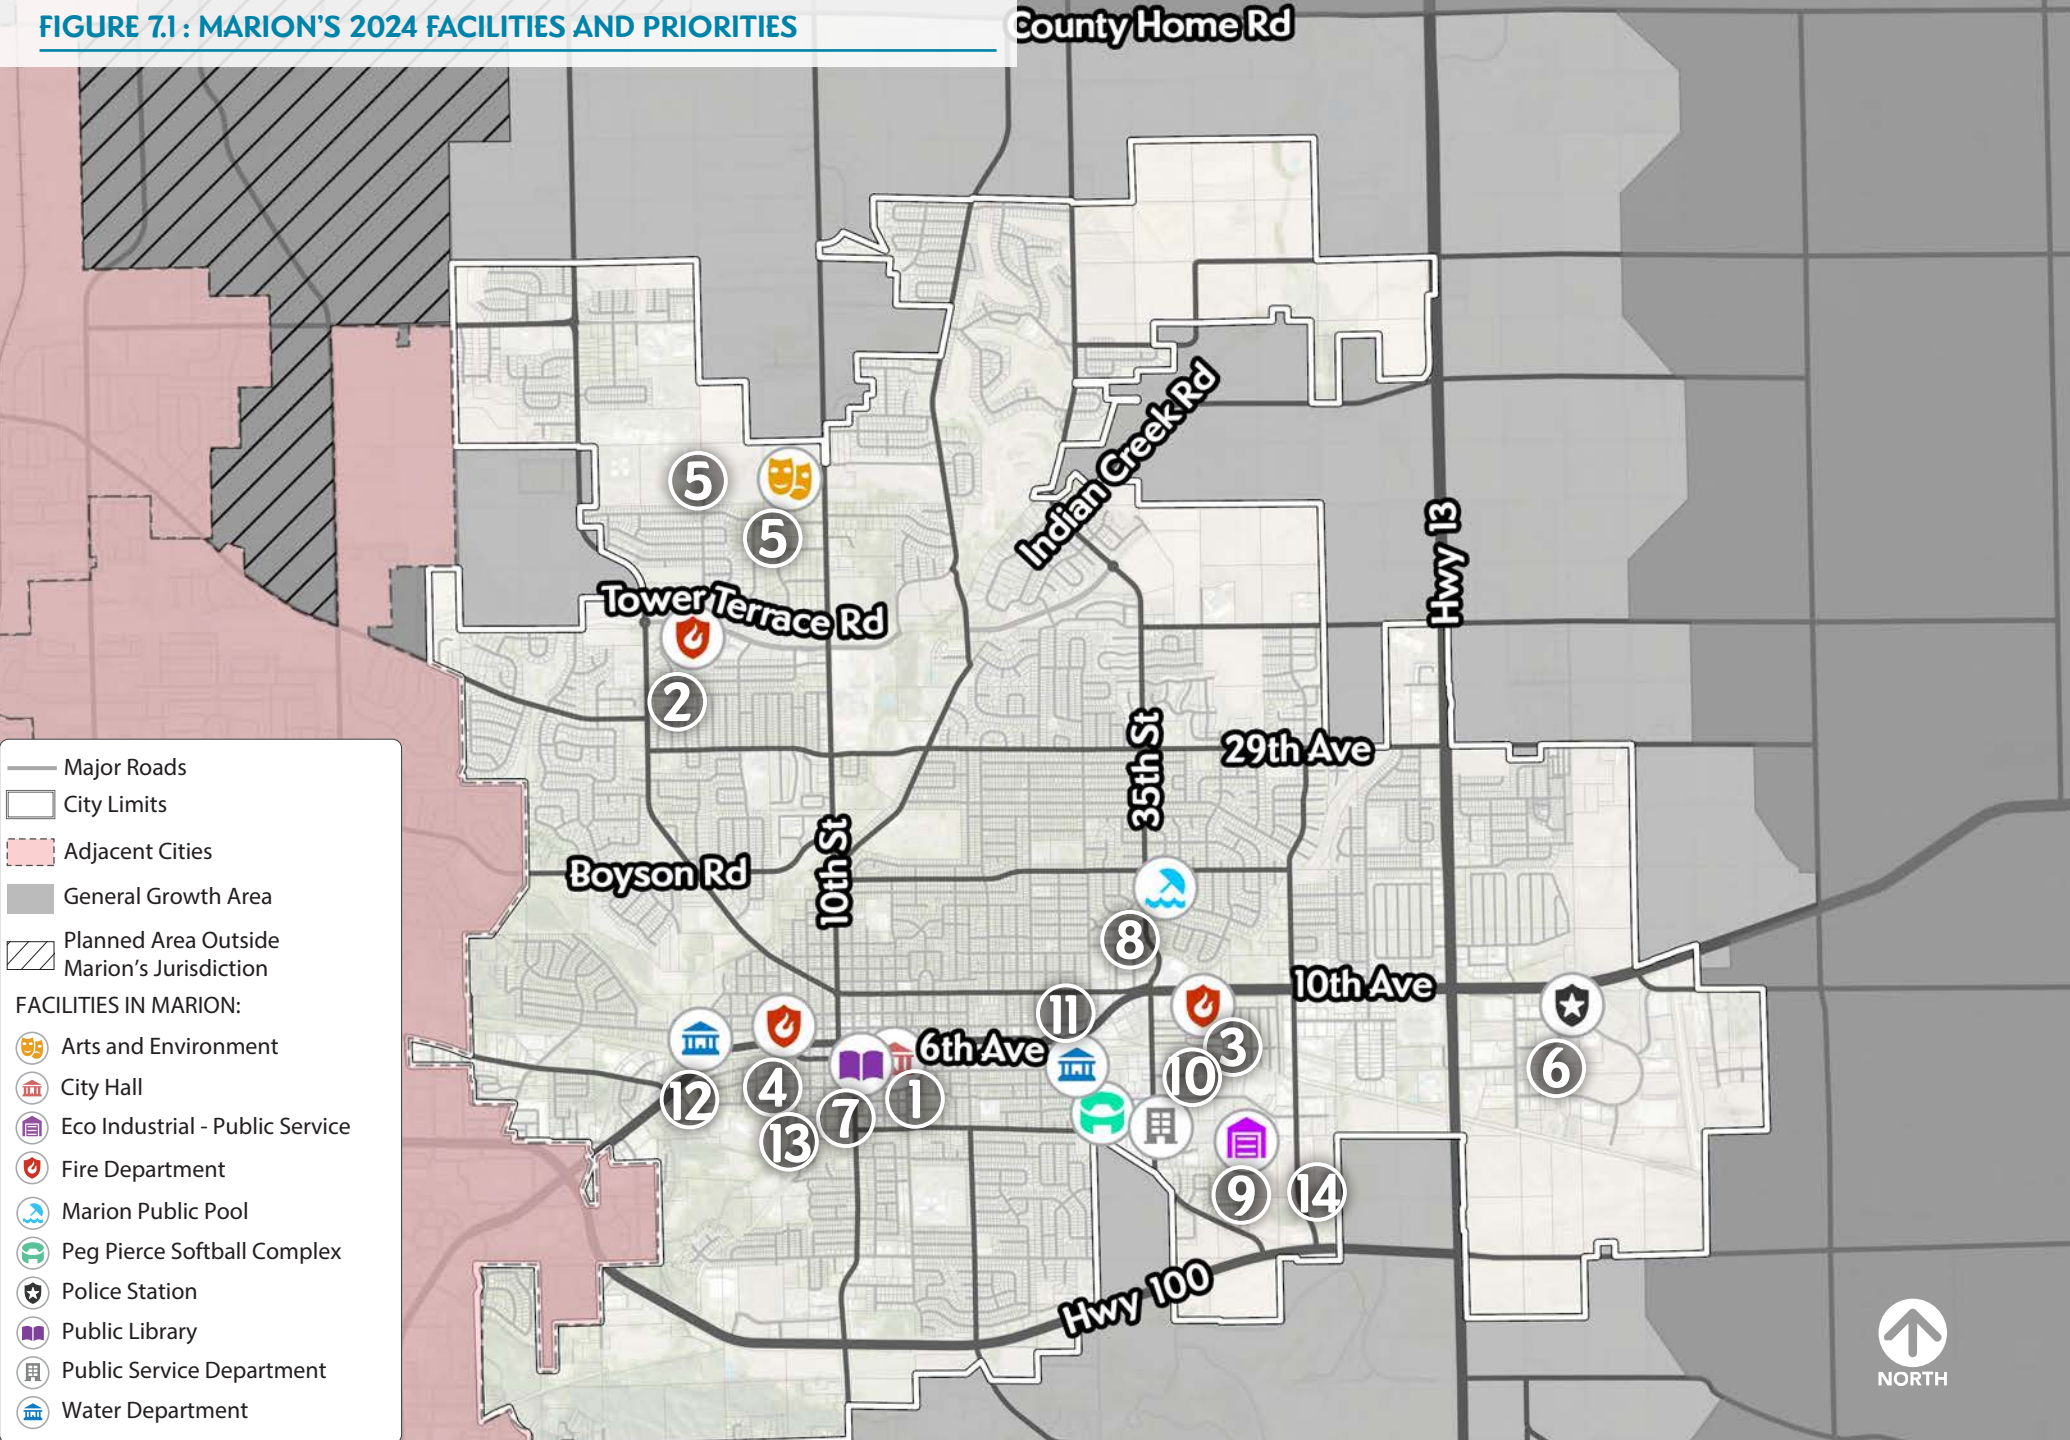 FIGURE 7.1 : MARION'S 2024 FACILITIES AND PRIORITIES
County Home Rd
Indian Creek Rd
Hwy 13
5
5
Tower Terrace Rd
2
35th St
29th Ave
10th St
Boyson Rd
8
10th Ave
11
6th Ave
3
10
6
12
4
13
7
1
9
14
Hwy 100
Major Roads
City Limits
Adjacent Cities
General Growth Area
Planned Area Outside
Marion's Jurisdiction
FACILITIES IN MARION:
Arts and Environment
City Hall
Eco Industrial - Public Service
Fire Department
Marion Public Pool
Peg Pierce Softball Complex
Police Station
Public Library
Public Service Department
Water Department
NORTH